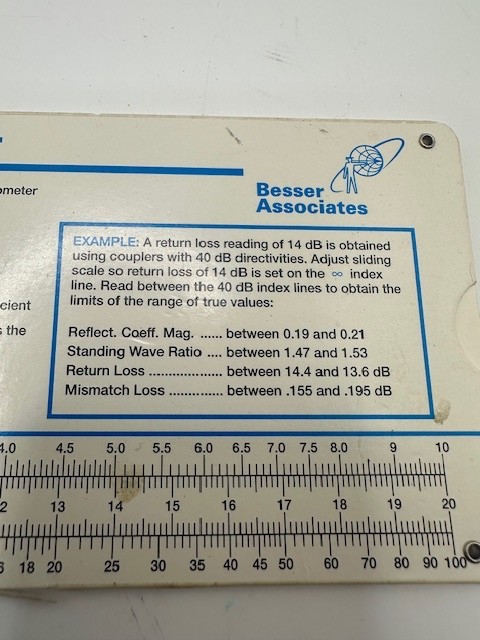 ometer
Besser
Associates
EXAMPLE: A return loss reading of 14 dB is obtained
using couplers with 40 dB directivities. Adjust sliding
scale so return loss of 14 dB is set on the ∞ index
line. Read between the 40 dB index lines to obtain the
limits of the range of true values:
cient
s the
Reflect. Coeff. Mag. ...... between 0.19 and 0.21
Standing Wave Ratio .... between 1.47 and 1.53
Return Loss .................. between 14.4 and 13.6 dB
Mismatch Loss .............. between .155 and .195 dB
4.0 4.5 5.0 5.5 6.0 6.5 7.0 7.5 8.0 9 10
12 13 14 15 16 17 18 19 20
18 20 25 30 35 40 45 50 60 70 80 90 100